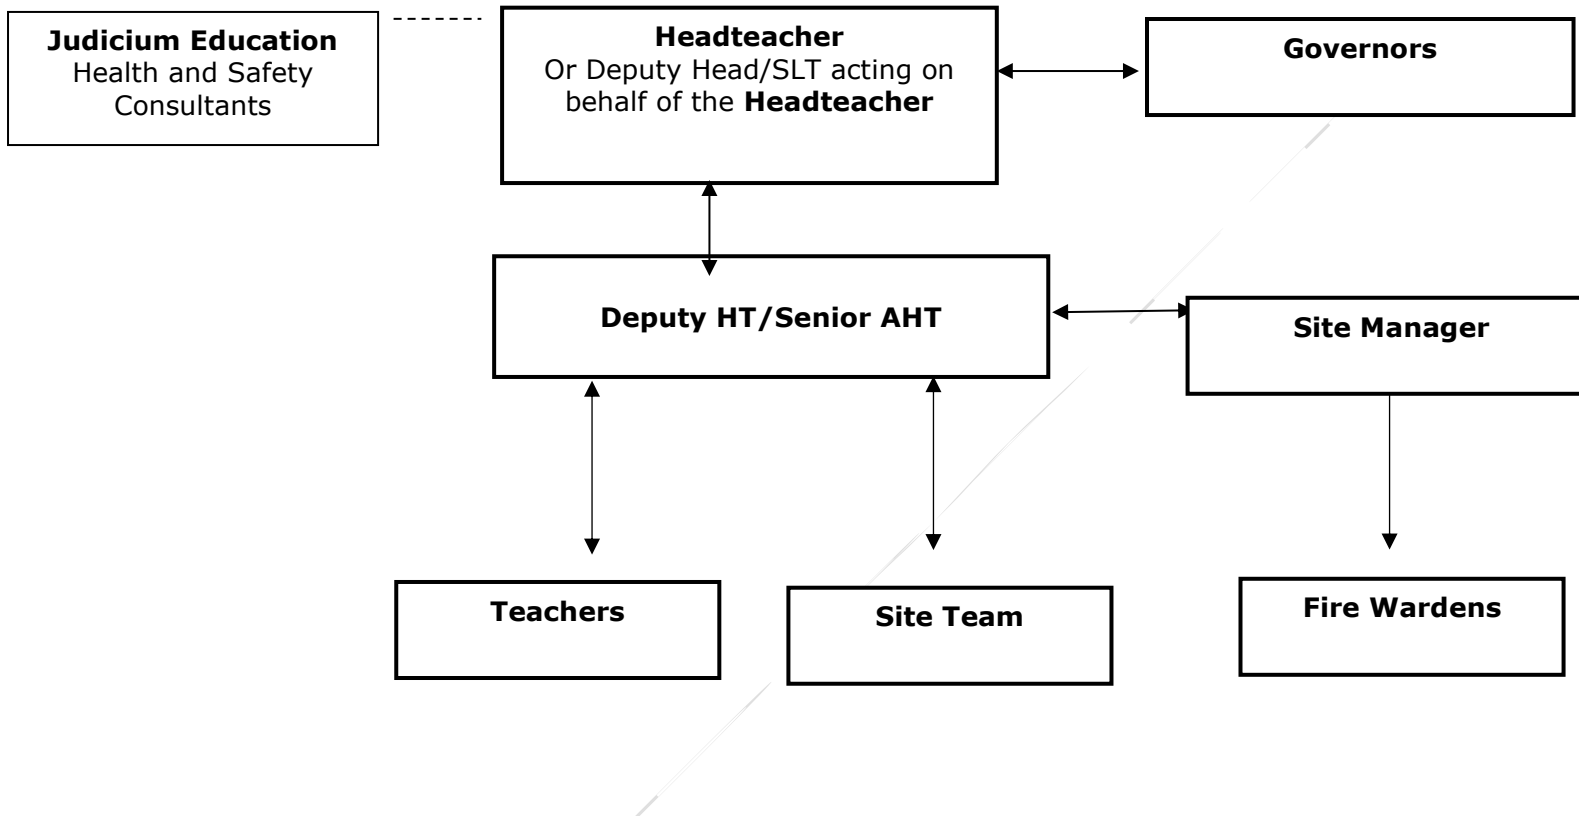 Judicium Education
Health and Safety
Consultants
Headteacher
Or Deputy Head/SLT acting on
behalf of the Headteacher
Governors
Deputy HT/Senior AHT
Site Manager
Teachers
Site Team
Fire Wardens